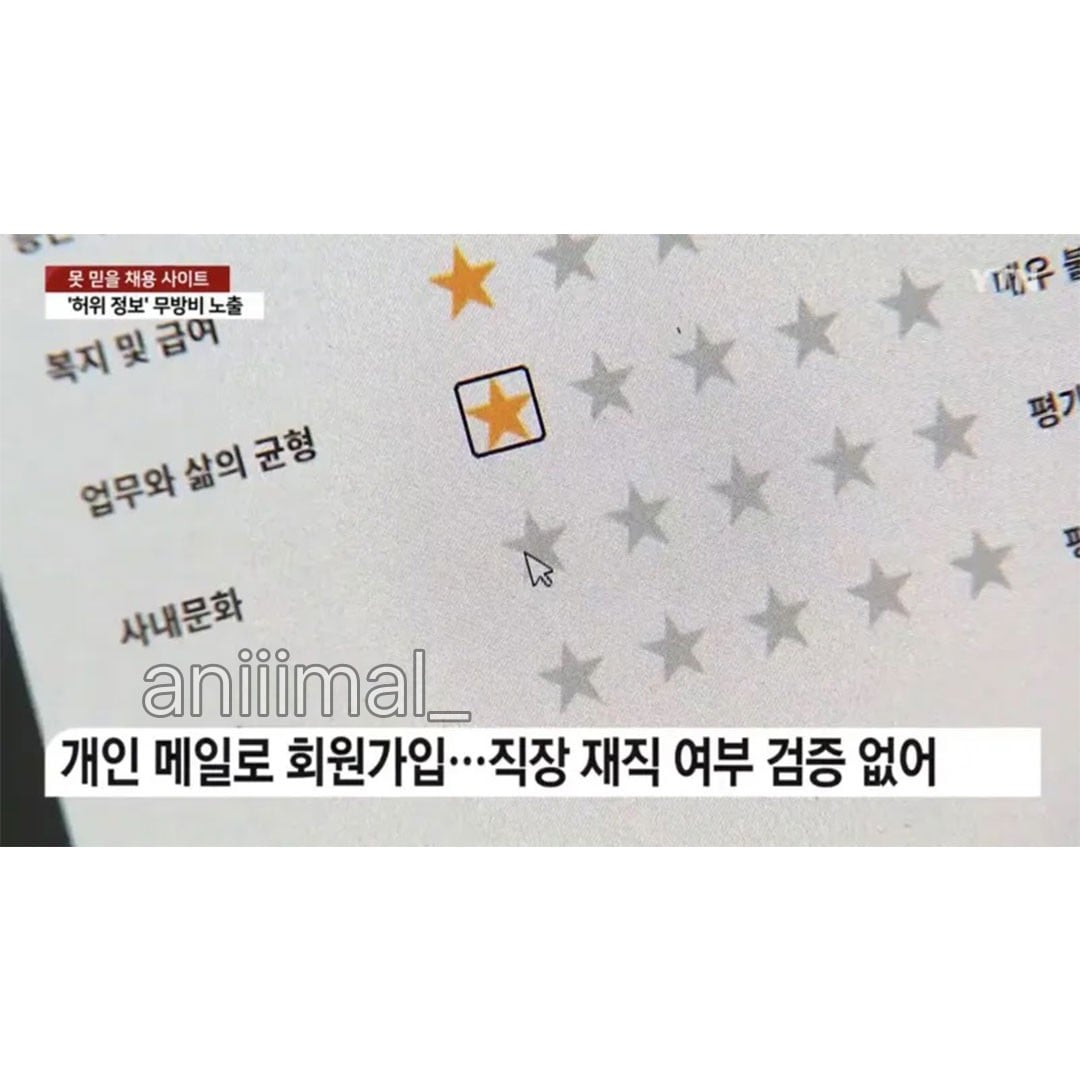 못 믿을 채용 사이트
'허위 정보' 무방비 노출
복지 및 급여
업무와 삶의 균형
사내문화
aniiimal_
개인 메일로 회원가입…직장 재직 여부 검증 없어